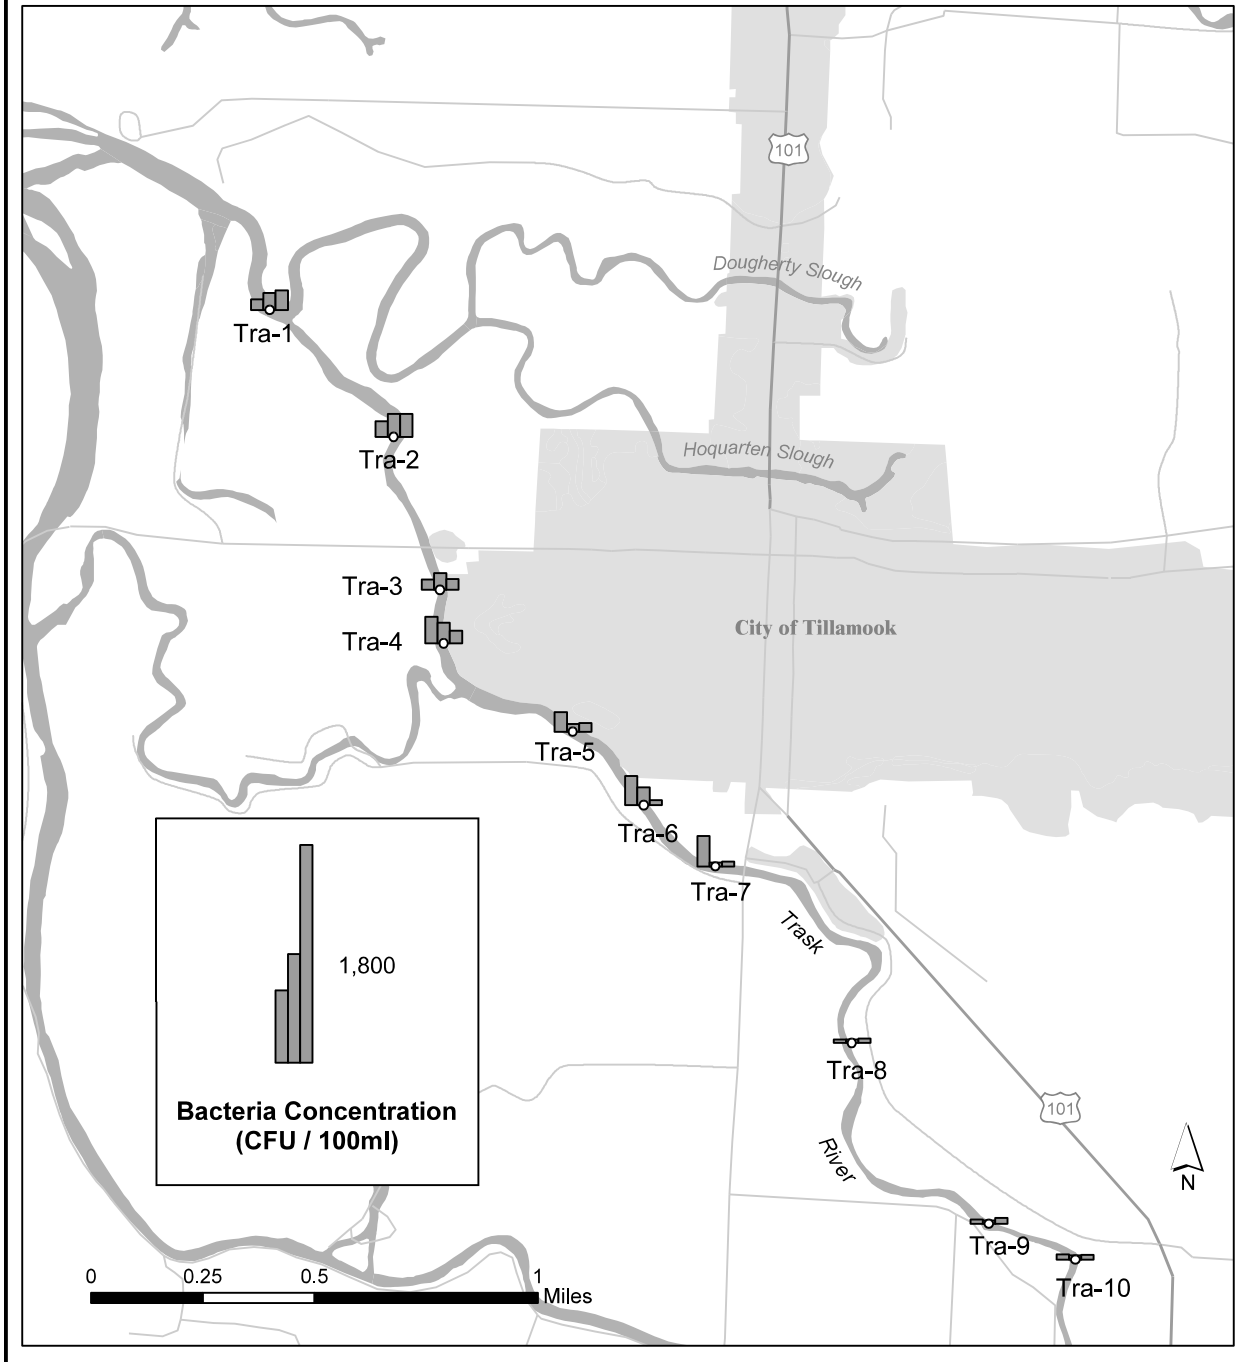 101
Dougherty Slough
Tra-1
Tra-2
Hoquarten Slough
Tra-3
City of Tillamook
Tra-4
Tra-5
Tra-6
Tra-7
Trask
1,800
Tra-8
Bacteria Concentration
(CFU / 100ml)
101
River
N
Tra-9
0 0.25 0.5 1
Miles
Tra-10